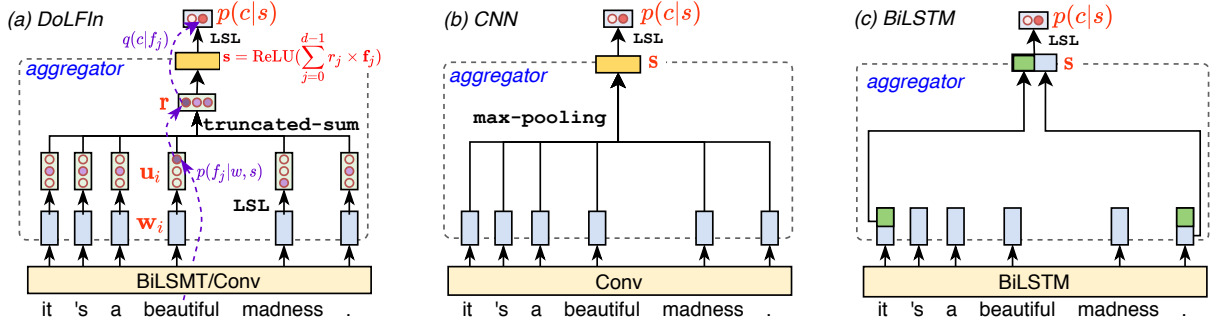 (a) DoLFIn
p(c|s)
q(c|f_j)
LSL
s = ReLU(∑_{j=0}^{d−1} r_j × f_j)
aggregator
r
truncated-sum
u_i
p(f_j|w, s)
LSL
w_i
BiLSMT/Conv
it 's a beautiful madness .
(b) CNN
p(c|s)
LSL
s
aggregator
max-pooling
Conv
it 's a beautiful madness .
(c) BiLSTM
p(c|s)
LSL
s
aggregator
BiLSTM
it 's a beautiful madness .